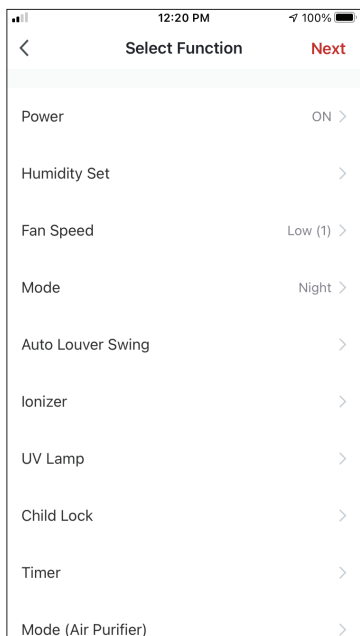 12:20 PM 100%
Select Function Next
Power ON
Humidity Set
Fan Speed Low (1)
Mode Night
Auto Louver Swing
Ionizer
UV Lamp
Child Lock
Timer
Mode (Air Purifier)